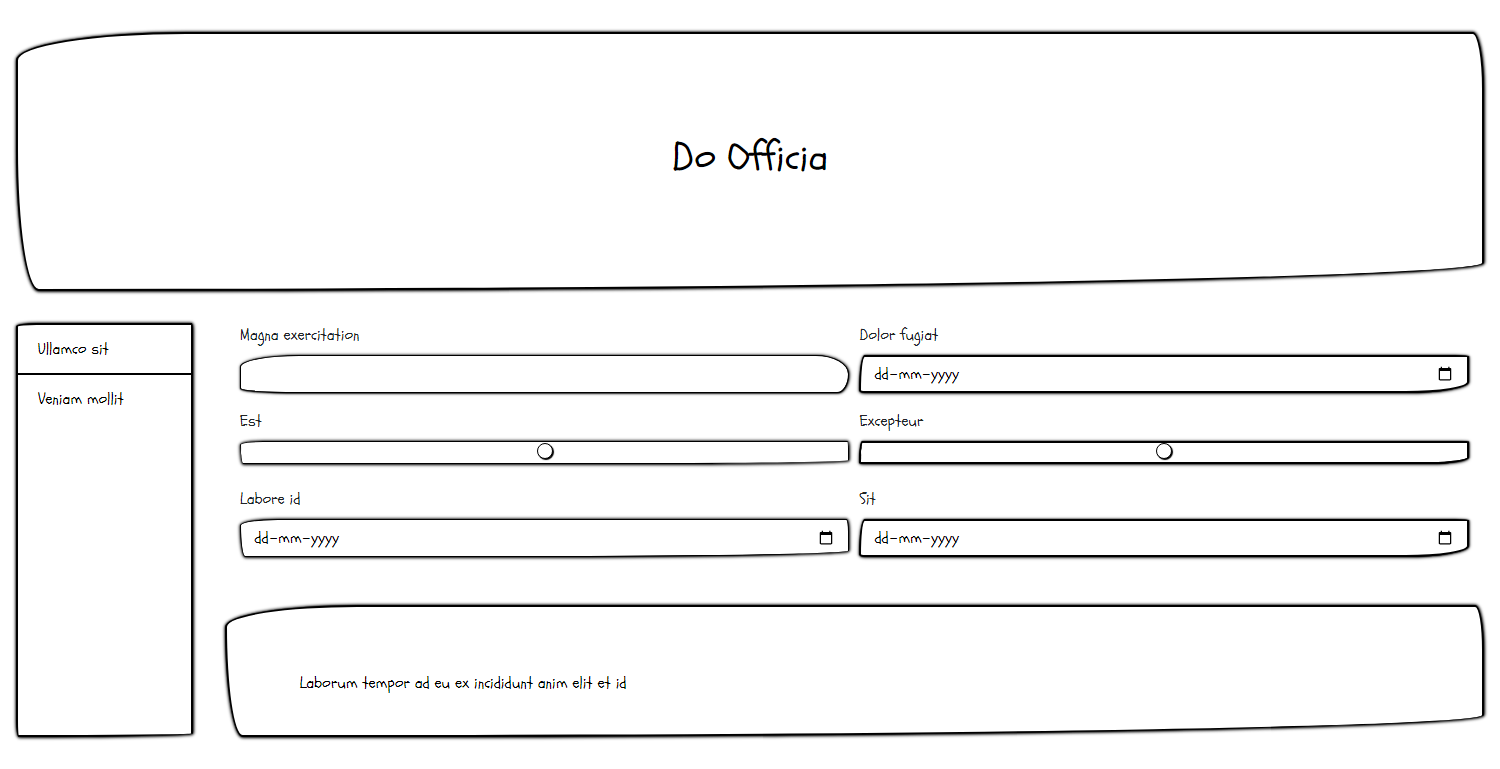 Do Officia
Ullamco sit
Veniam mollit
Magna exercitation
Dolor fugiat
dd-mm-yyyy
Est
Excepteur
Labore id
dd-mm-yyyy
Sit
dd-mm-yyyy
Laborum tempor ad eu ex incididunt anim elit et id